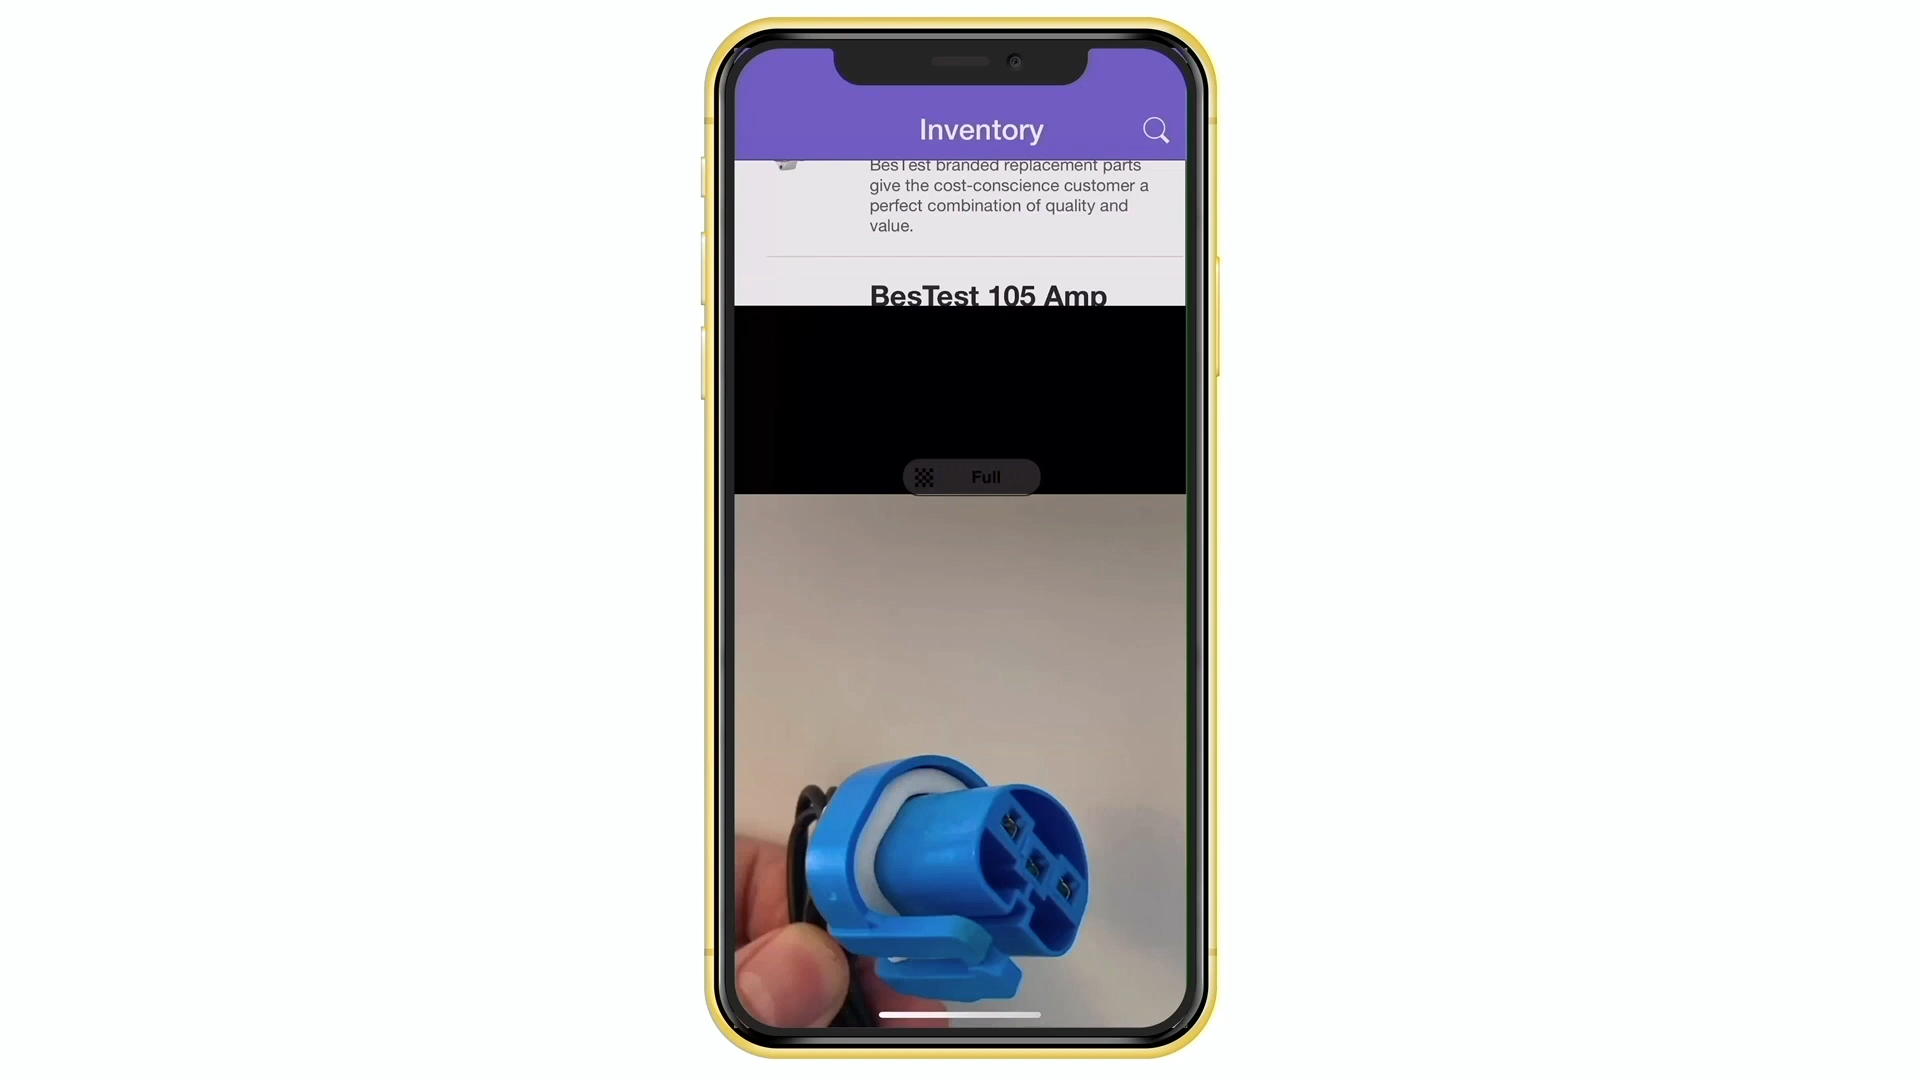 Inventory
BesTest branded replacement parts
give the cost-conscience customer a
perfect combination of quality and
value.
BesTest 105 Amp
Full